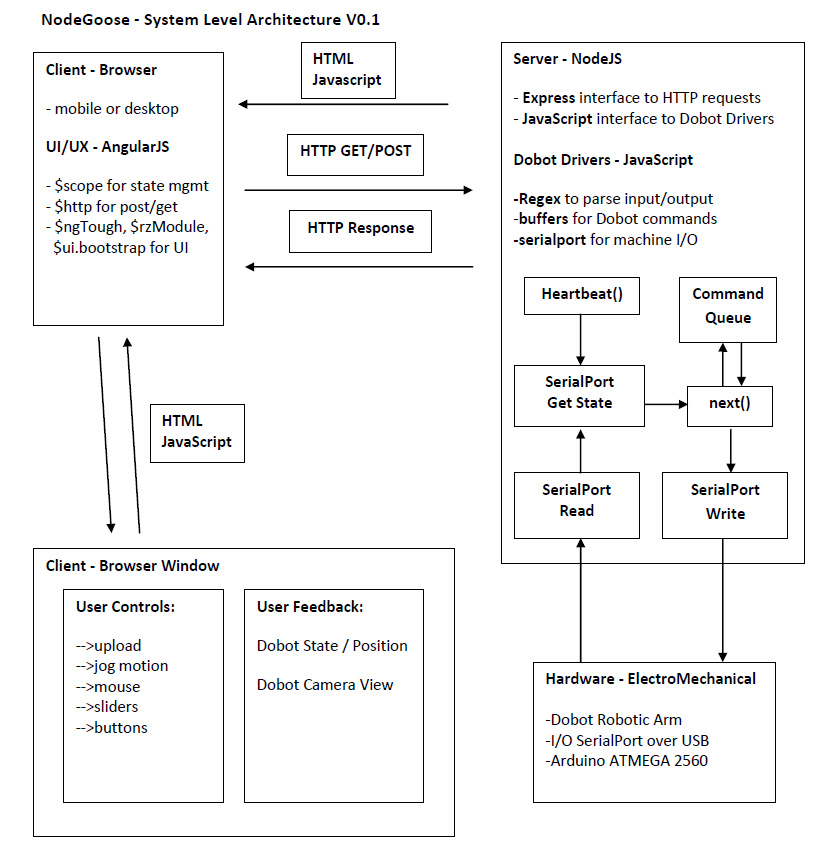 NodeGoose - System Level Architecture V0.1
Client - Browser
- mobile or desktop
UI/UX - AngularJS
- $scope for state mgmt
- $http for post/get
- $ngTough, $rzModule,
$ui.bootstrap for UI
HTML
Javascript
HTTP GET/POST
HTTP Response
Server - NodeJS
- Express interface to HTTP requests
- JavaScript interface to Dobot Drivers
Dobot Drivers - JavaScript
-Regex to parse input/output
-buffers for Dobot commands
-serialport for machine I/O
Heartbeat()
Command
Queue
SerialPort
Get State
next()
SerialPort
Read
SerialPort
Write
HTML
JavaScript
Client - Browser Window
User Controls:
-->upload
-->jog motion
-->mouse
-->sliders
-->buttons
User Feedback:
Dobot State / Position
Dobot Camera View
Hardware - ElectroMechanical
-Dobot Robotic Arm
-I/O SerialPort over USB
-Arduino ATMEGA 2560